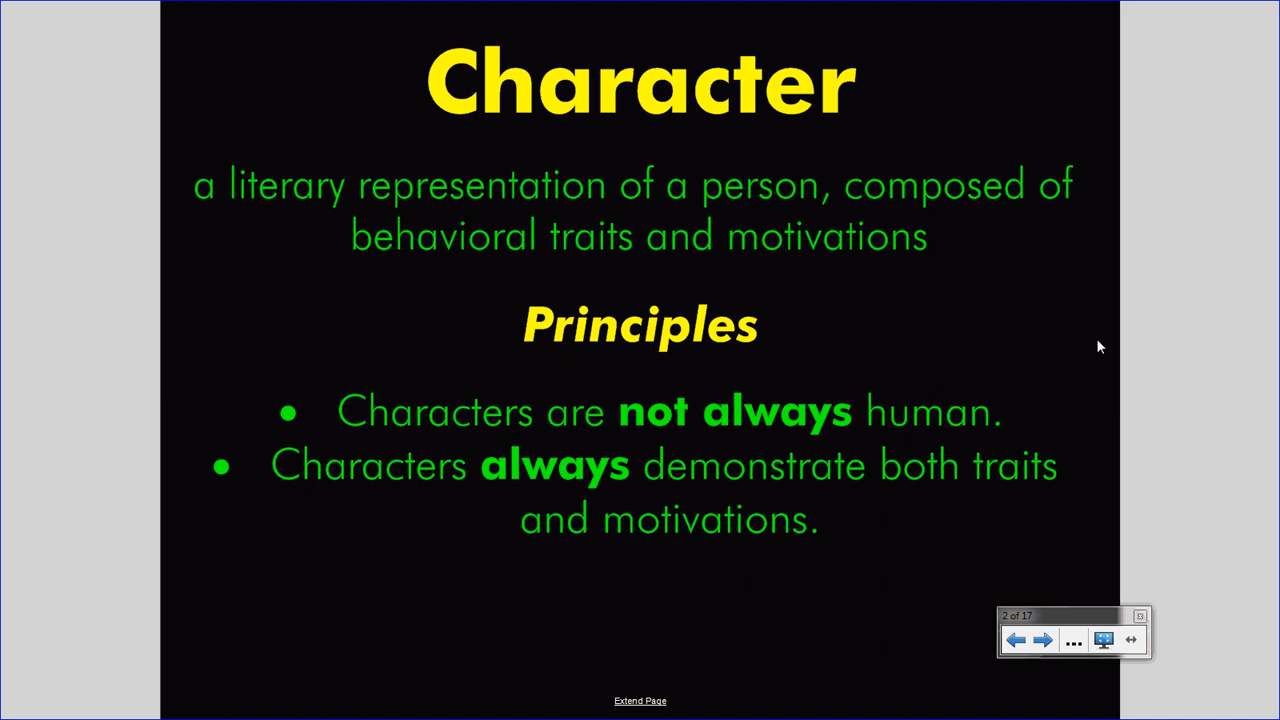 Character
a literary representation of a person, composed of
behavioral traits and motivations
Principles
● Characters are not always human.
● Characters always demonstrate both traits
and motivations.
2 of 17
...
Extend Page